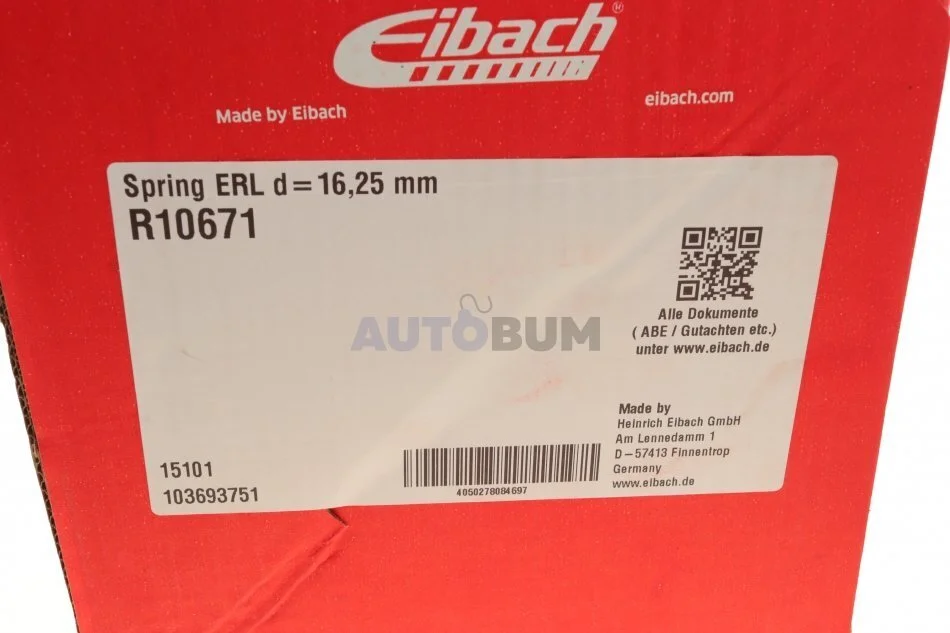 Eibach®
Made by Eibach
eibach.com
Spring ERL d=16,25 mm
R10671
Alle Dokumente
( ABE / Gutachten etc.)
unter www.eibach.de
AUTOBUM
Made by
Heinrich Eibach GmbH
Am Lennedamm 1
D-57413 Finnentrop
Germany
www.eibach.de
15101
103693751
4050278084697